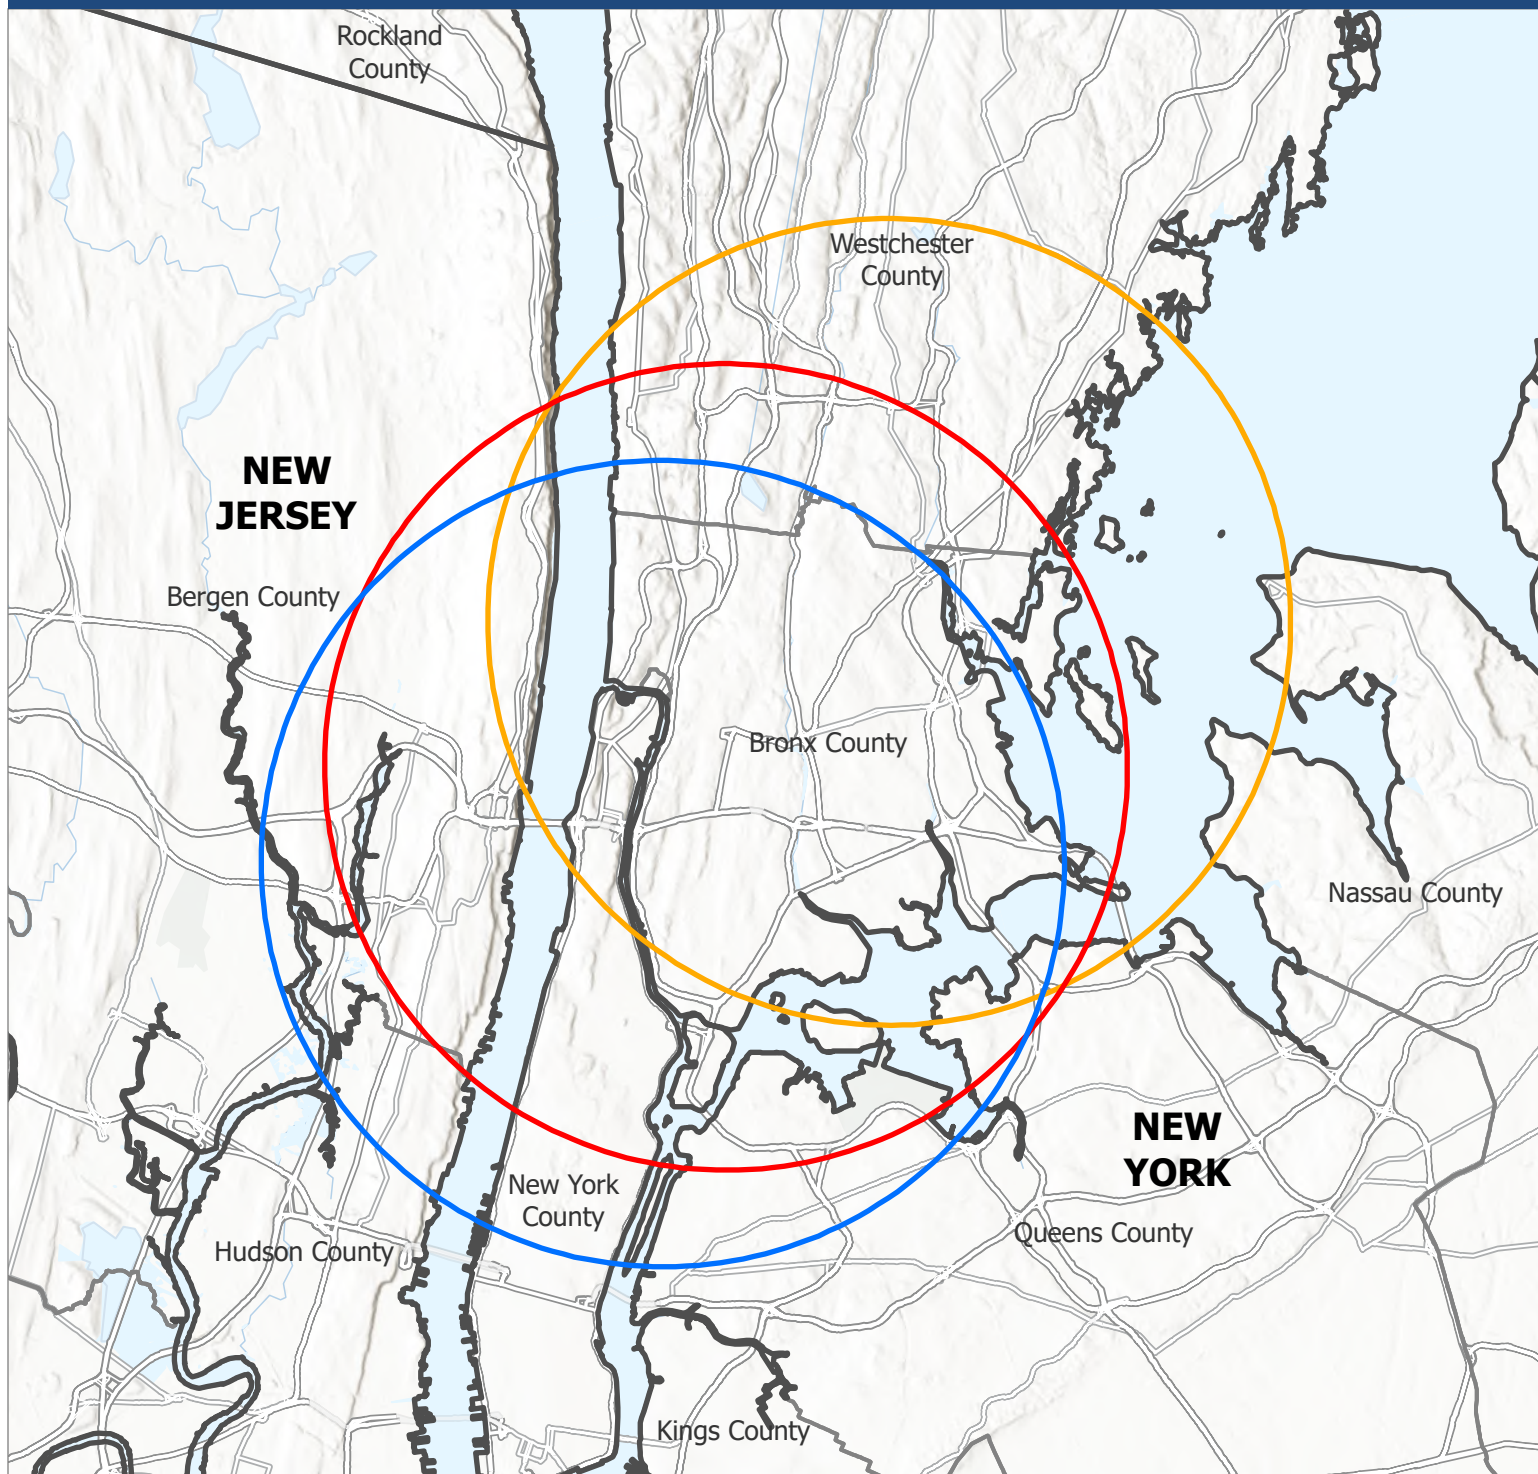 Rockland
County
Westchester
County
NEW
JERSEY
Bergen County
Bronx County
Nassau County
NEW
YORK
New York
County
Queens County
Hudson County
Kings County